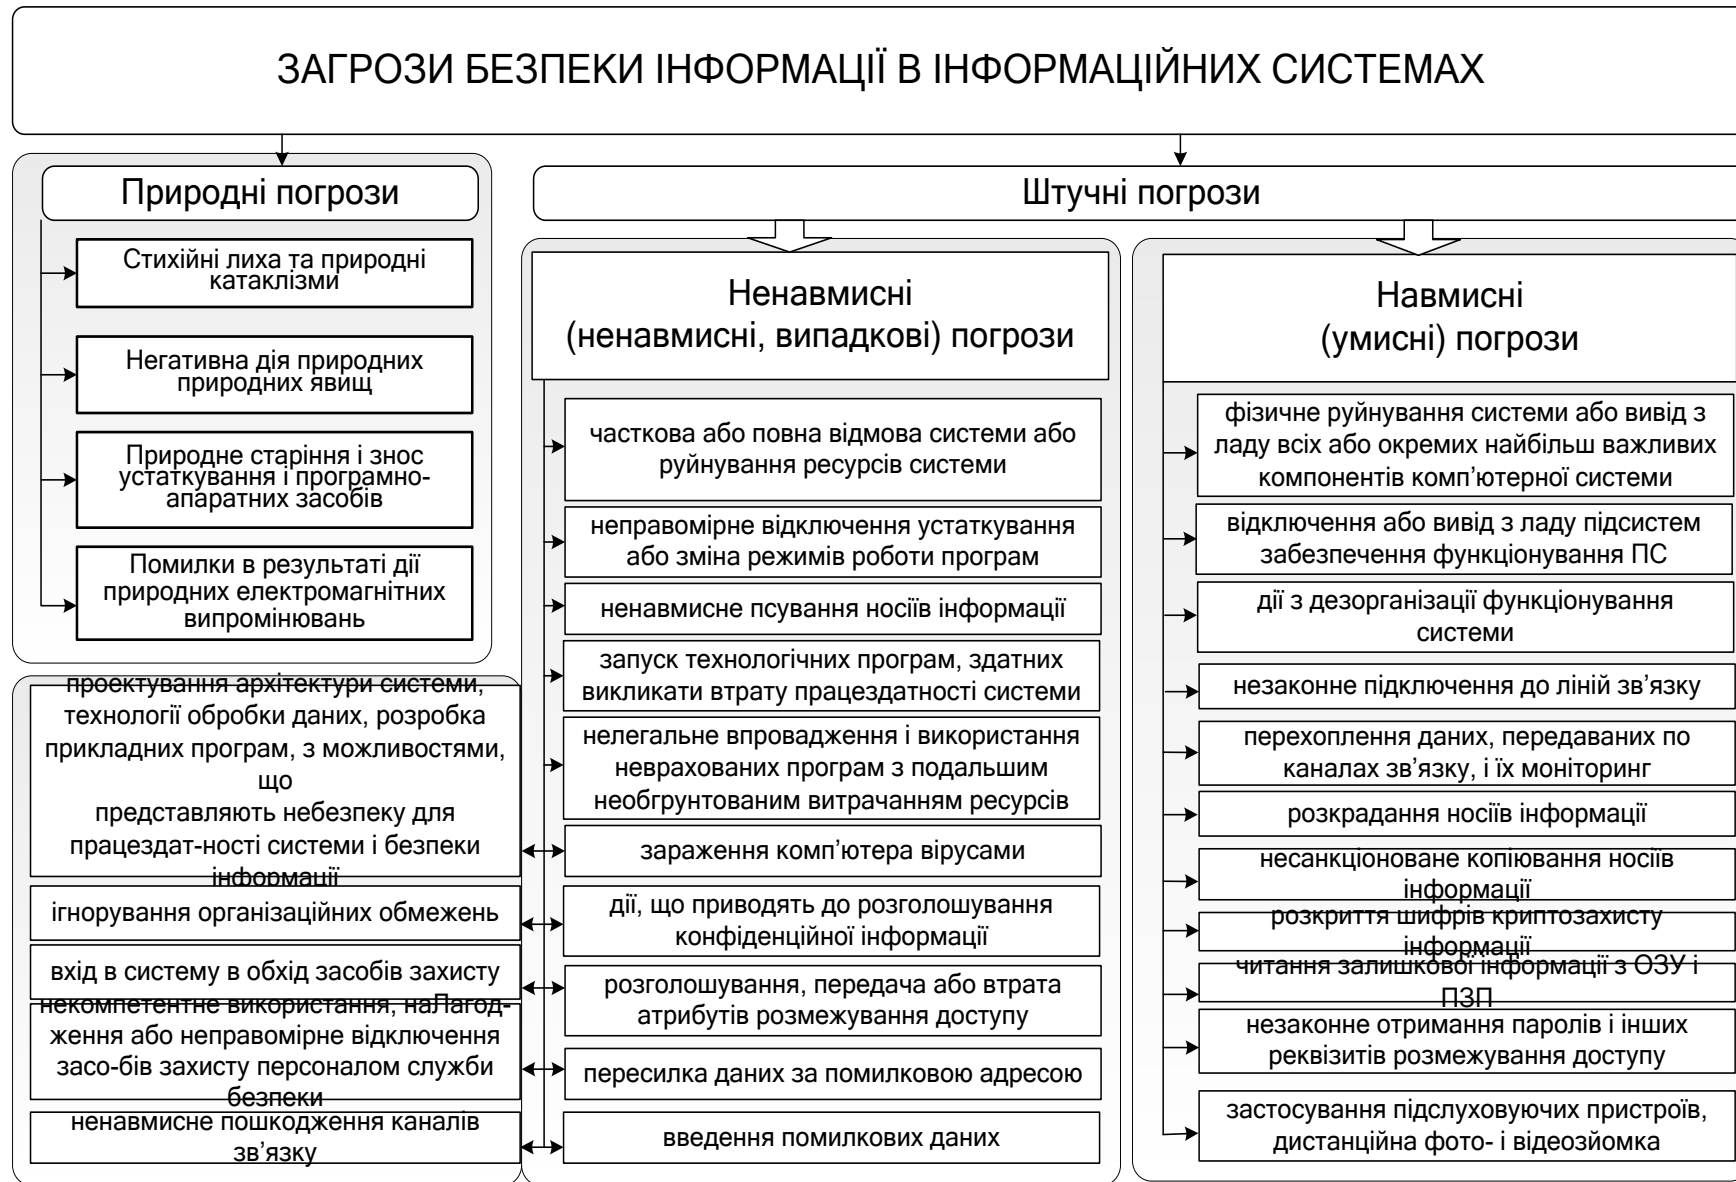 ЗАГРОЗИ БЕЗПЕКИ ІНФОРМАЦІЇ В ІНФОРМАЦІЙНИХ СИСТЕМАХ
Природні погрози
Стихійні лиха та природні
катаклізми
Негативна дія природних
природних явищ
Природне старіння і знос
устаткування і програмно-
апаратних засобів
Помилки в результаті дії
природних електромагнітних
випромінювань
проектування архітектури системи,
технології обробки даних, розробка
прикладних програм, з можливостями,
що
представляють небезпеку для
працездат-ності системи і безпеки
інформації
ігнорування організаційних обмежень
вхід в систему в обхід засобів захисту
некомпетентне використання, наЛагод-
ження або неправомірне відключення
засо-бів захисту персоналом служби
безпеки
ненавмисне пошкодження каналів
зв’язку
Штучні погрози
Ненавмисні
(ненавмисні, випадкові) погрози
часткова або повна відмова системи або
руйнування ресурсів системи
неправомірне відключення устаткування
або зміна режимів роботи програм
ненавмисне псування носіїв інформації
запуск технологічних програм, здатних
викликати втрату працездатності системи
нелегальне впровадження і використання
неврахованих програм з подальшим
необгрунтованим витрачанням ресурсів
зараження комп’ютера вірусами
дії, що приводять до розголошування
конфіденційної інформації
розголошування, передача або втрата
атрибутів розмежування доступу
пересилка даних за помилковою адресою
введення помилкових даних
Навмисні
(умисні) погрози
фізичне руйнування системи або вивід з
ладу всіх або окремих найбільш важливих
компонентів комп’ютерної системи
відключення або вивід з ладу підсистем
забезпечення функціонування ПС
дії з дезорганізації функціонування
системи
незаконне підключення до ліній зв’язку
перехоплення даних, передаваних по
каналах зв’язку, і їх моніторинг
розкрадання носіїв інформації
несанкціоноване копіювання носіїв
інформації
розкриття шифрів криптозахисту
інформації
читання залишкової інформації з ОЗУ і
ПЗП
незаконне отримання паролів і інших
реквізитів розмежування доступу
застосування підслуховуючих пристроїв,
дистанційна фото- і відеозйомка